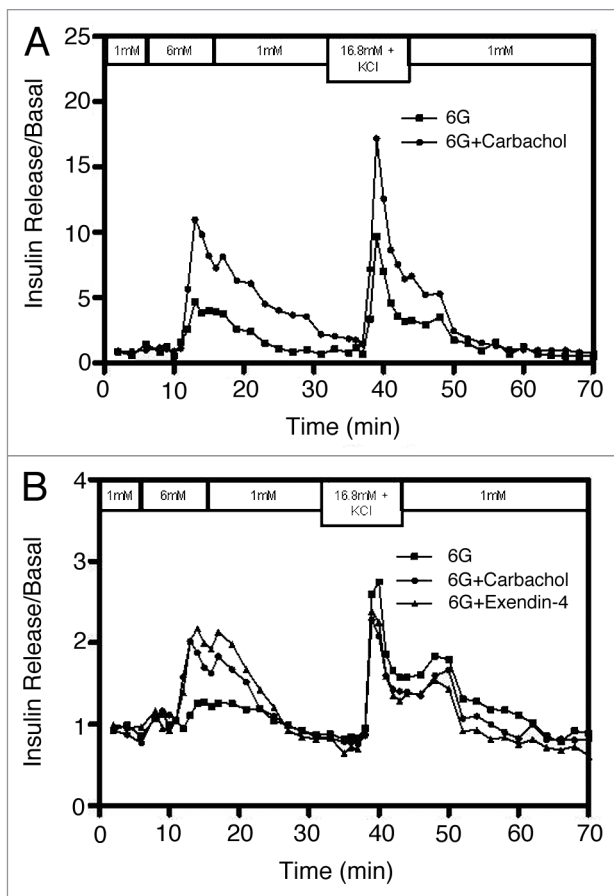 A
25
20
15
10
5
0
Insulin Release/Basal
1mM 6mM 1mM 16.8mM + 1mM
KCl
6G
6G+Carbachol
0 10 20 30 40 50 60 70
Time (min)
B
4
3
2
1
0
Insulin Release/Basal
1mM 6mM 1mM 16.8mM + 1mM
KCl
6G
6G+Carbachol
6G+Exendin-4
0 10 20 30 40 50 60 70
Time (min)